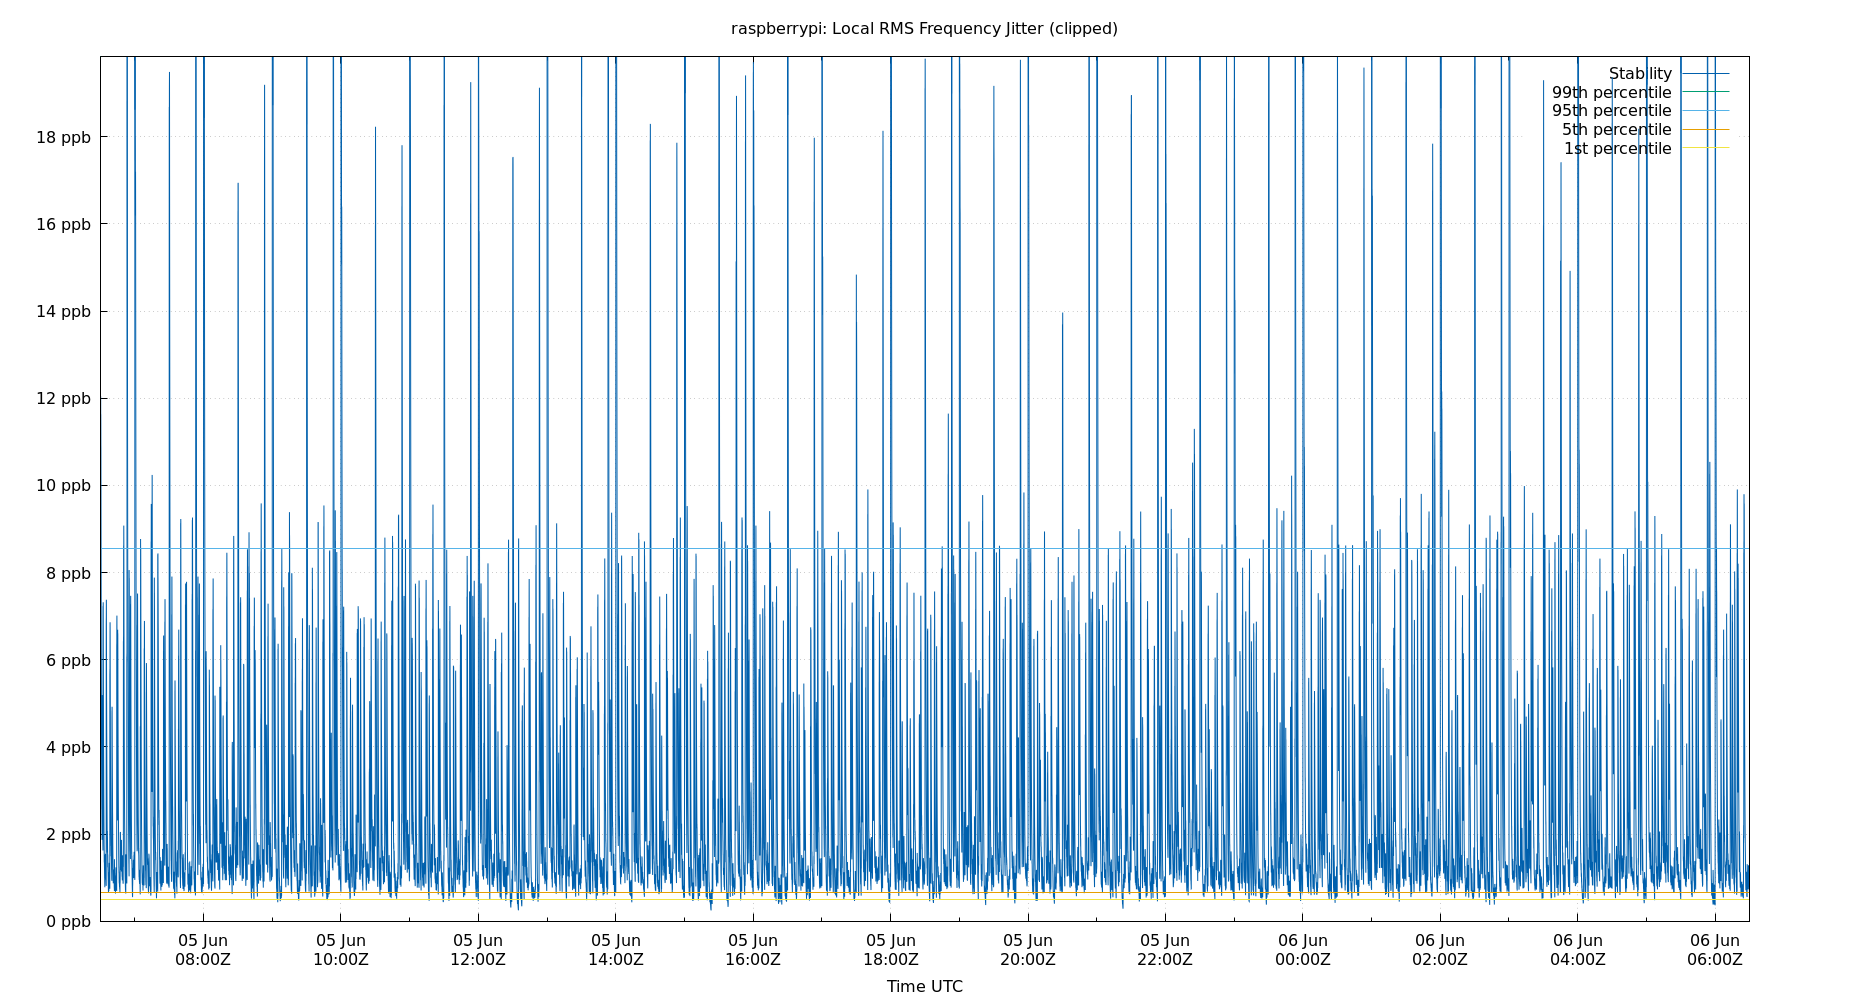 raspberrypi: Local RMS Frequency Jitter (clipped)
Stability
99th percentile
95th percentile
5th percentile
1st percentile
18 ppb
16 ppb
14 ppb
12 ppb
10 ppb
8 ppb
6 ppb
4 ppb
2 ppb
0 ppb
05 Jun 05 Jun 05 Jun 05 Jun 05 Jun 05 Jun 05 Jun 05 Jun 06 Jun 06 Jun 06 Jun 06 Jun
08:00Z 10:00Z 12:00Z 14:00Z 16:00Z 18:00Z 20:00Z 22:00Z 00:00Z 02:00Z 04:00Z 06:00Z
Time UTC